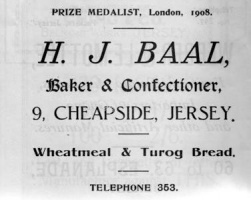 PRIZE MEDALIST, London, 1908.
H. J. BAAL,
Baker & Confectioner,
9, CHEAPSIDE, JERSEY.
Wheatmeal & Turog Bread.
TELEPHONE 353.